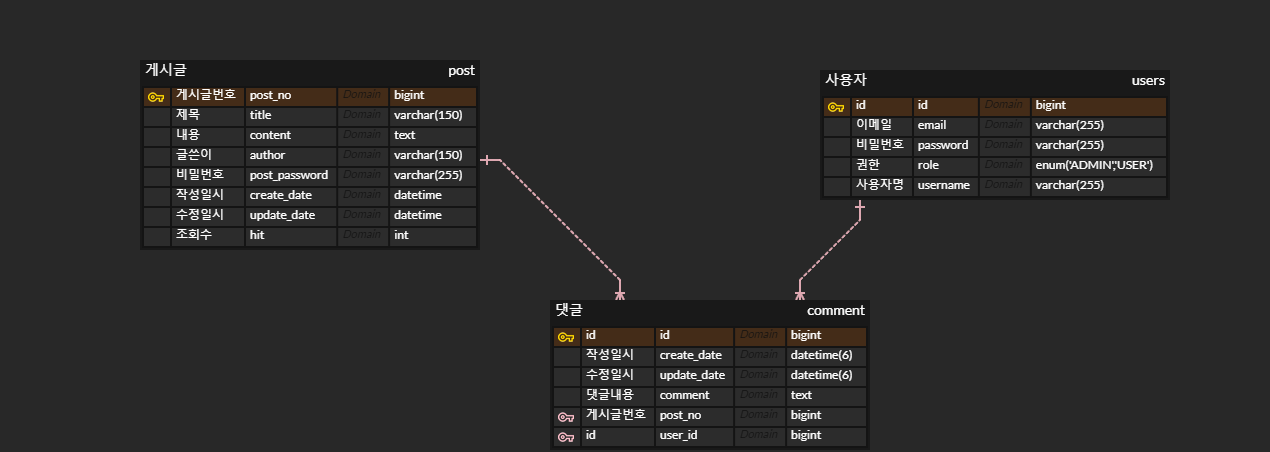 게시글 post
게시글번호 post_no Domain bigint
제목 title Domain varchar(150)
내용 content Domain text
글쓴이 author Domain varchar(150)
비밀번호 post_password Domain varchar(255)
작성일시 create_date Domain datetime
수정일시 update_date Domain datetime
조회수 hit Domain int
사용자 users
id id Domain bigint
이메일 email Domain varchar(255)
비밀번호 password Domain varchar(255)
권한 role Domain enum('ADMIN','USER')
사용자명 username Domain varchar(255)
댓글 comment
id id Domain bigint
작성일시 create_date Domain datetime(6)
수정일시 update_date Domain datetime(6)
댓글내용 comment Domain text
게시글번호 post_no Domain bigint
id user_id Domain bigint